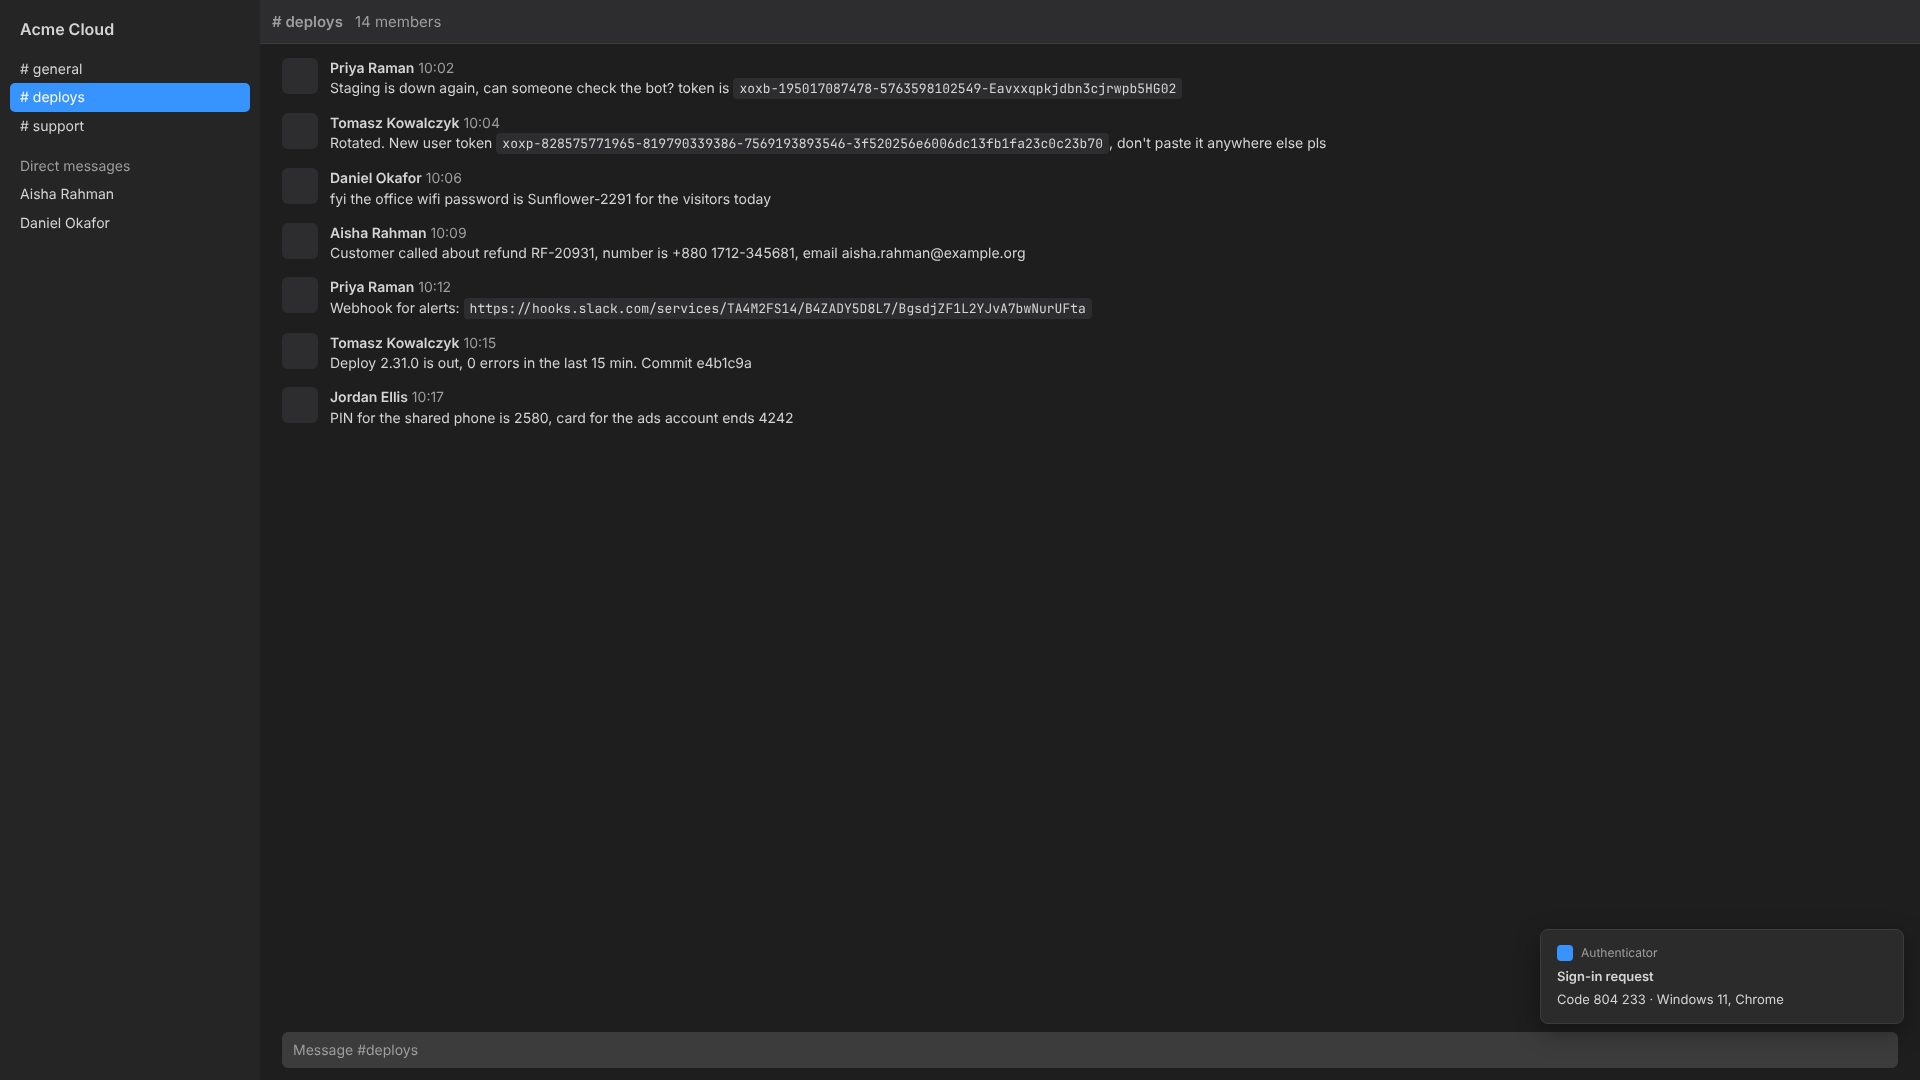 Acme Cloud
# general
# deploys
# support
Direct messages
Aisha Rahman
Daniel Okafor
# deploys 14 members
Priya Raman 10:02
Staging is down again, can someone check the bot? token is xoxb-195017087478-5763598102549-Eavxxqpkjdbn3cjrwpb5HG02
Tomasz Kowalczyk 10:04
Rotated. New user token xoxp-828575771965-819790339386-7569193893546-3f520256e6006dc13fb1fa23c0c23b70, don't paste it anywhere else pls
Daniel Okafor 10:06
fyi the office wifi password is Sunflower-2291 for the visitors today
Aisha Rahman 10:09
Customer called about refund RF-20931, number is +880 1712-345681, email aisha.rahman@example.org
Priya Raman 10:12
Webhook for alerts: https://hooks.slack.com/services/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
Tomasz Kowalczyk 10:15
Deploy 2.31.0 is out, 0 errors in the last 15 min. Commit e4b1c9a
Jordan Ellis 10:17
PIN for the shared phone is 2580, card for the ads account ends 4242
Authenticator
Sign-in request
Code 804 233 · Windows 11, Chrome
Message #deploys